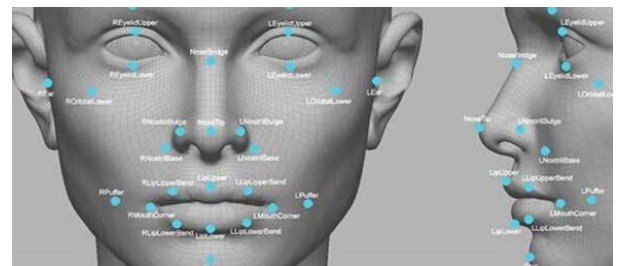 REyelidUpper
LEyelidUpper
NoseBridge
REyelidLower
LEyelidLower
REar
LEar
ROrbitalLower
LOrbitalLower
RNostrilBulge
NoseTip
LNostrilBulge
RNostrilBase
LNostrilBase
LipUpper
RLipUpperBend
LLipUpperBend
RPuffer
LPuffer
RMouthCorner
LMouthCorner
RLipLowerBend
LipLower
LLipLowerBend
LEyelidUpper
NoseBridge
LEyelidLower
LOrbitalLowe
NoseTip
LNostrilBulge
LNostrilBase
LipUpper
LLipUpperBend
LPuffer
LMouthCorner
LipLower
LLipLowerBend